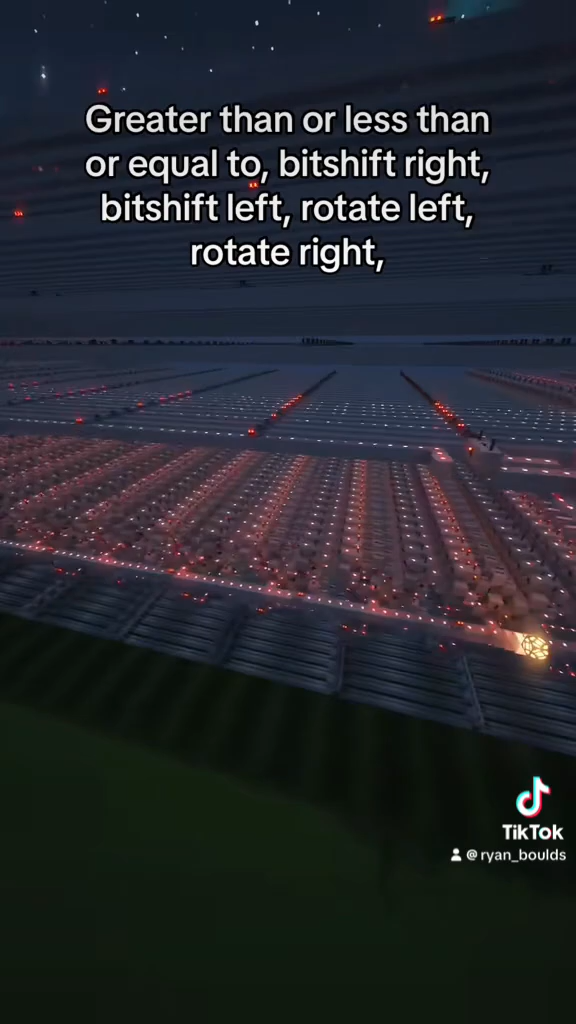 Greater than or less than
or equal to, bitshift right,
bitshift left, rotate left,
rotate right,
TikTok
@ryan_boulds